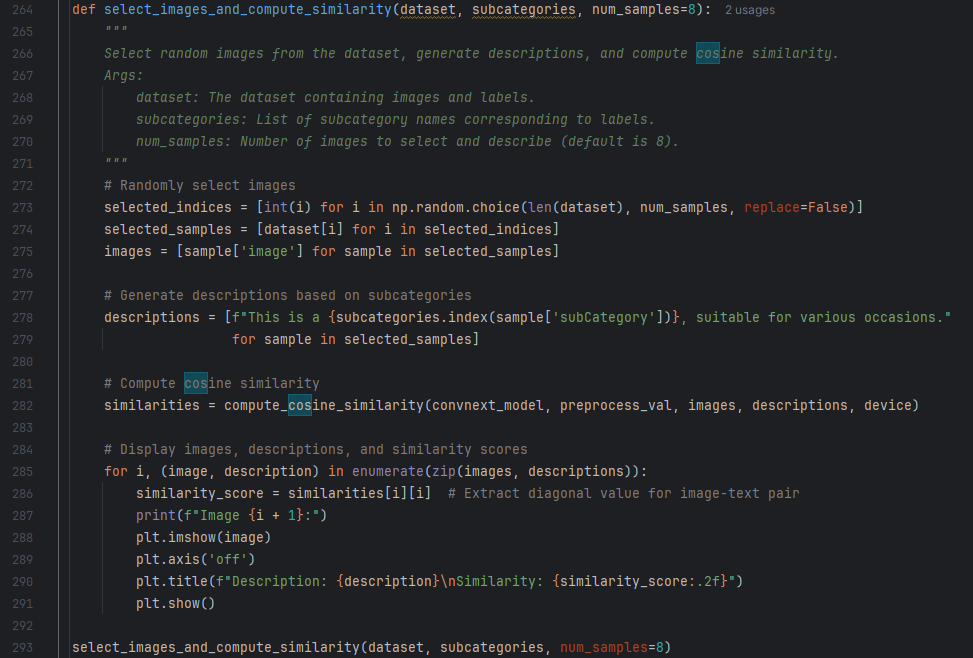 264 def select_images_and_compute_similarity(dataset, subcategories, num_samples=8): 2 usages
265 """
266 Select random images from the dataset, generate descriptions, and compute cosine similarity.
267 Args:
268 dataset: The dataset containing images and labels.
269 subcategories: List of subcategory names corresponding to labels.
270 num_samples: Number of images to select and describe (default is 8).
271 """
272 # Randomly select images
273 selected_indices = [int(i) for i in np.random.choice(len(dataset), num_samples, replace=False)]
274 selected_samples = [dataset[i] for i in selected_indices]
275 images = [sample['image'] for sample in selected_samples]
276
277 # Generate descriptions based on subcategories
278 descriptions = [f"This is a {subcategories.index(sample['subCategory'])}, suitable for various occasions."
279 for sample in selected_samples]
280
281 # Compute cosine similarity
282 similarities = compute_cosine_similarity(convnext_model, preprocess_val, images, descriptions, device)
283
284 # Display images, descriptions, and similarity scores
285 for i, (image, description) in enumerate(zip(images, descriptions)):
286 similarity_score = similarities[i][i] # Extract diagonal value for image-text pair
287 print(f"Image {i + 1}:")
288 plt.imshow(image)
289 plt.axis('off')
290 plt.title(f"Description: {description}\nSimilarity: {similarity_score:.2f}")
291 plt.show()
292
293 select_images_and_compute_similarity(dataset, subcategories, num_samples=8)